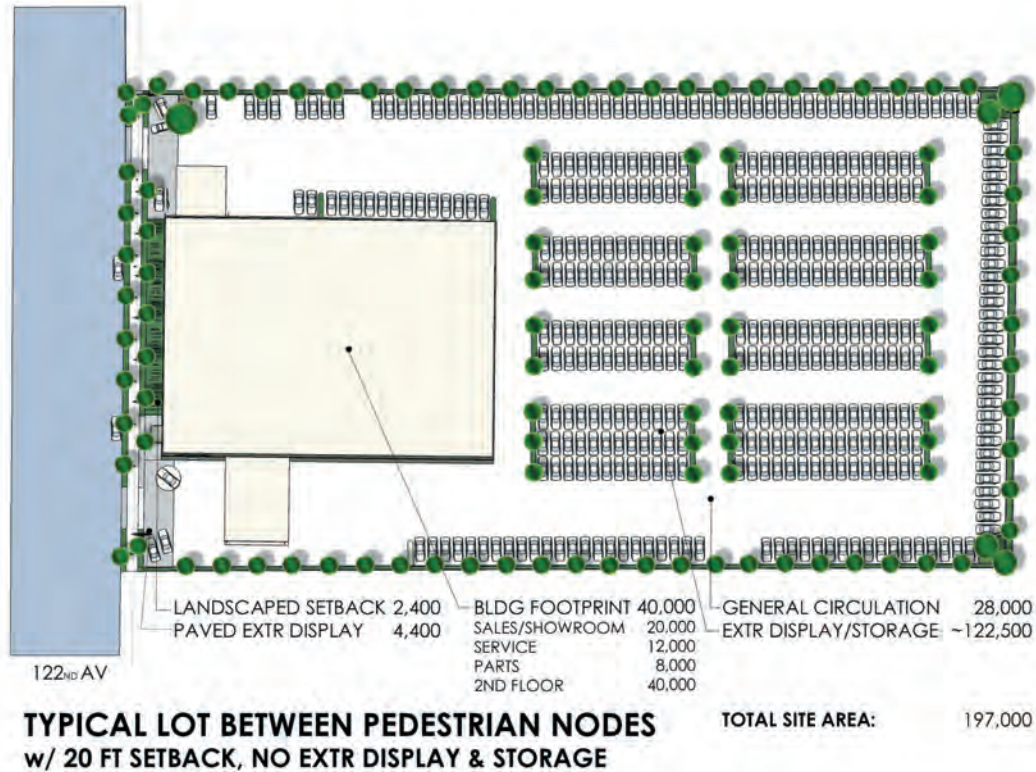 LANDSCAPED SETBACK 2,400
PAVED EXTR DISPLAY 4,400
BLDG FOOTPRINT 40,000
SALES/SHOWROOM 20,000
SERVICE 12,000
PARTS 8,000
2ND FLOOR 40,000
GENERAL CIRCULATION 28,000
EXTR DISPLAY/STORAGE ~122,500
122ND AV
TYPICAL LOT BETWEEN PEDESTRIAN NODES
w/ 20 FT SETBACK, NO EXTR DISPLAY & STORAGE
TOTAL SITE AREA: 197,000